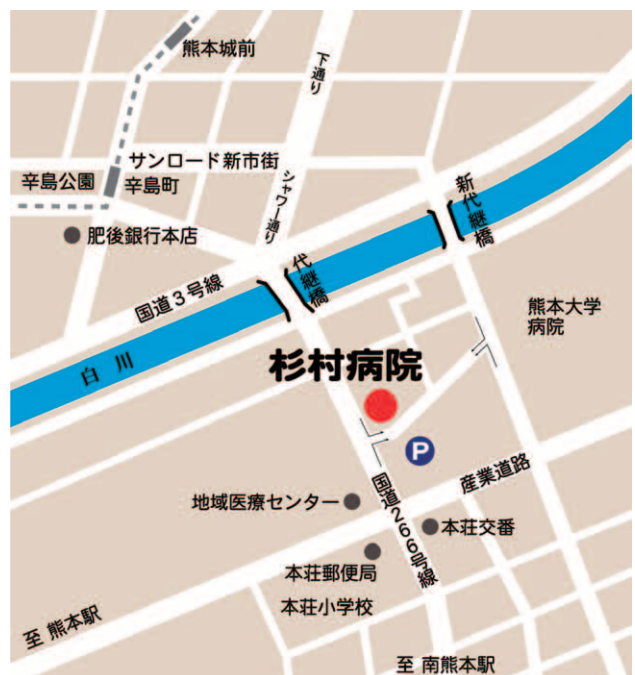 熊本城前
下通り
サンロード新市街
辛島公園
辛島町
シャワー通り
新代継橋
肥後銀行本店
代継橋
国道3号線
熊本大学
病院
白川
杉村病院
P
産業道路
地域医療センター
国道266号線
本荘交番
本荘郵便局
本荘小学校
至 熊本駅
至 南熊本駅